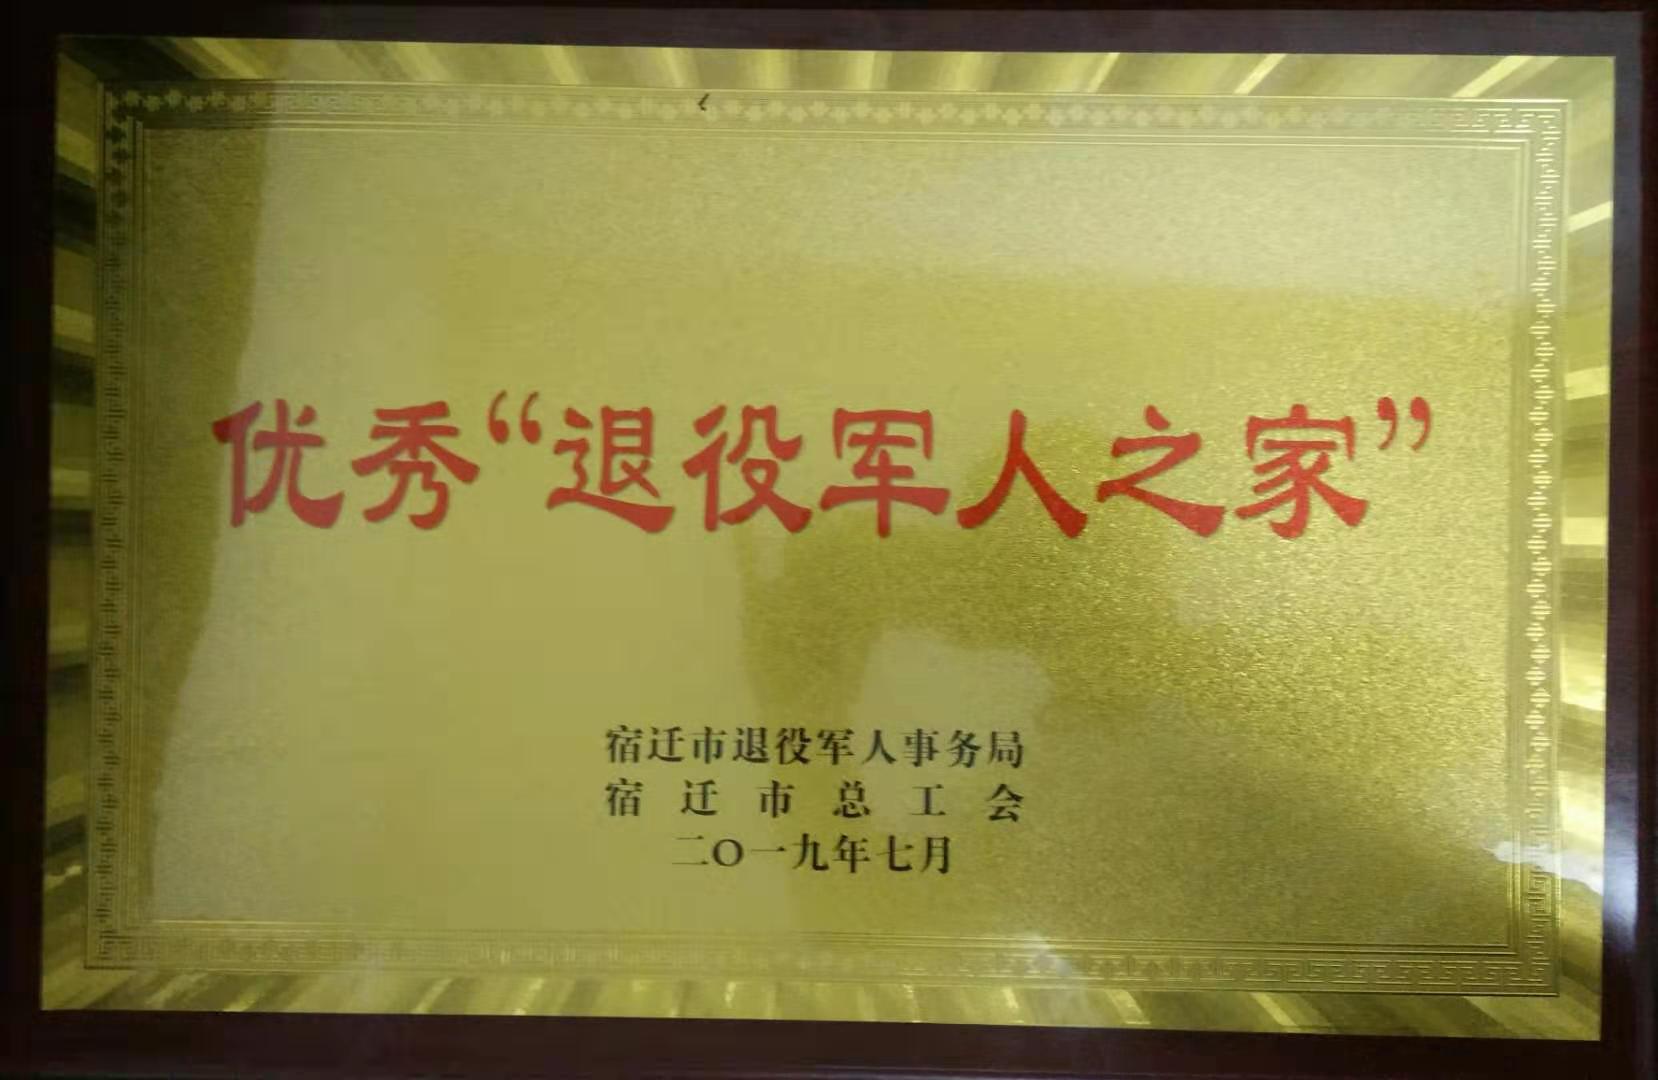 优秀“退役军人之家”
宿迁市退役军人事务局
宿迁市总工会
二〇一九年七月